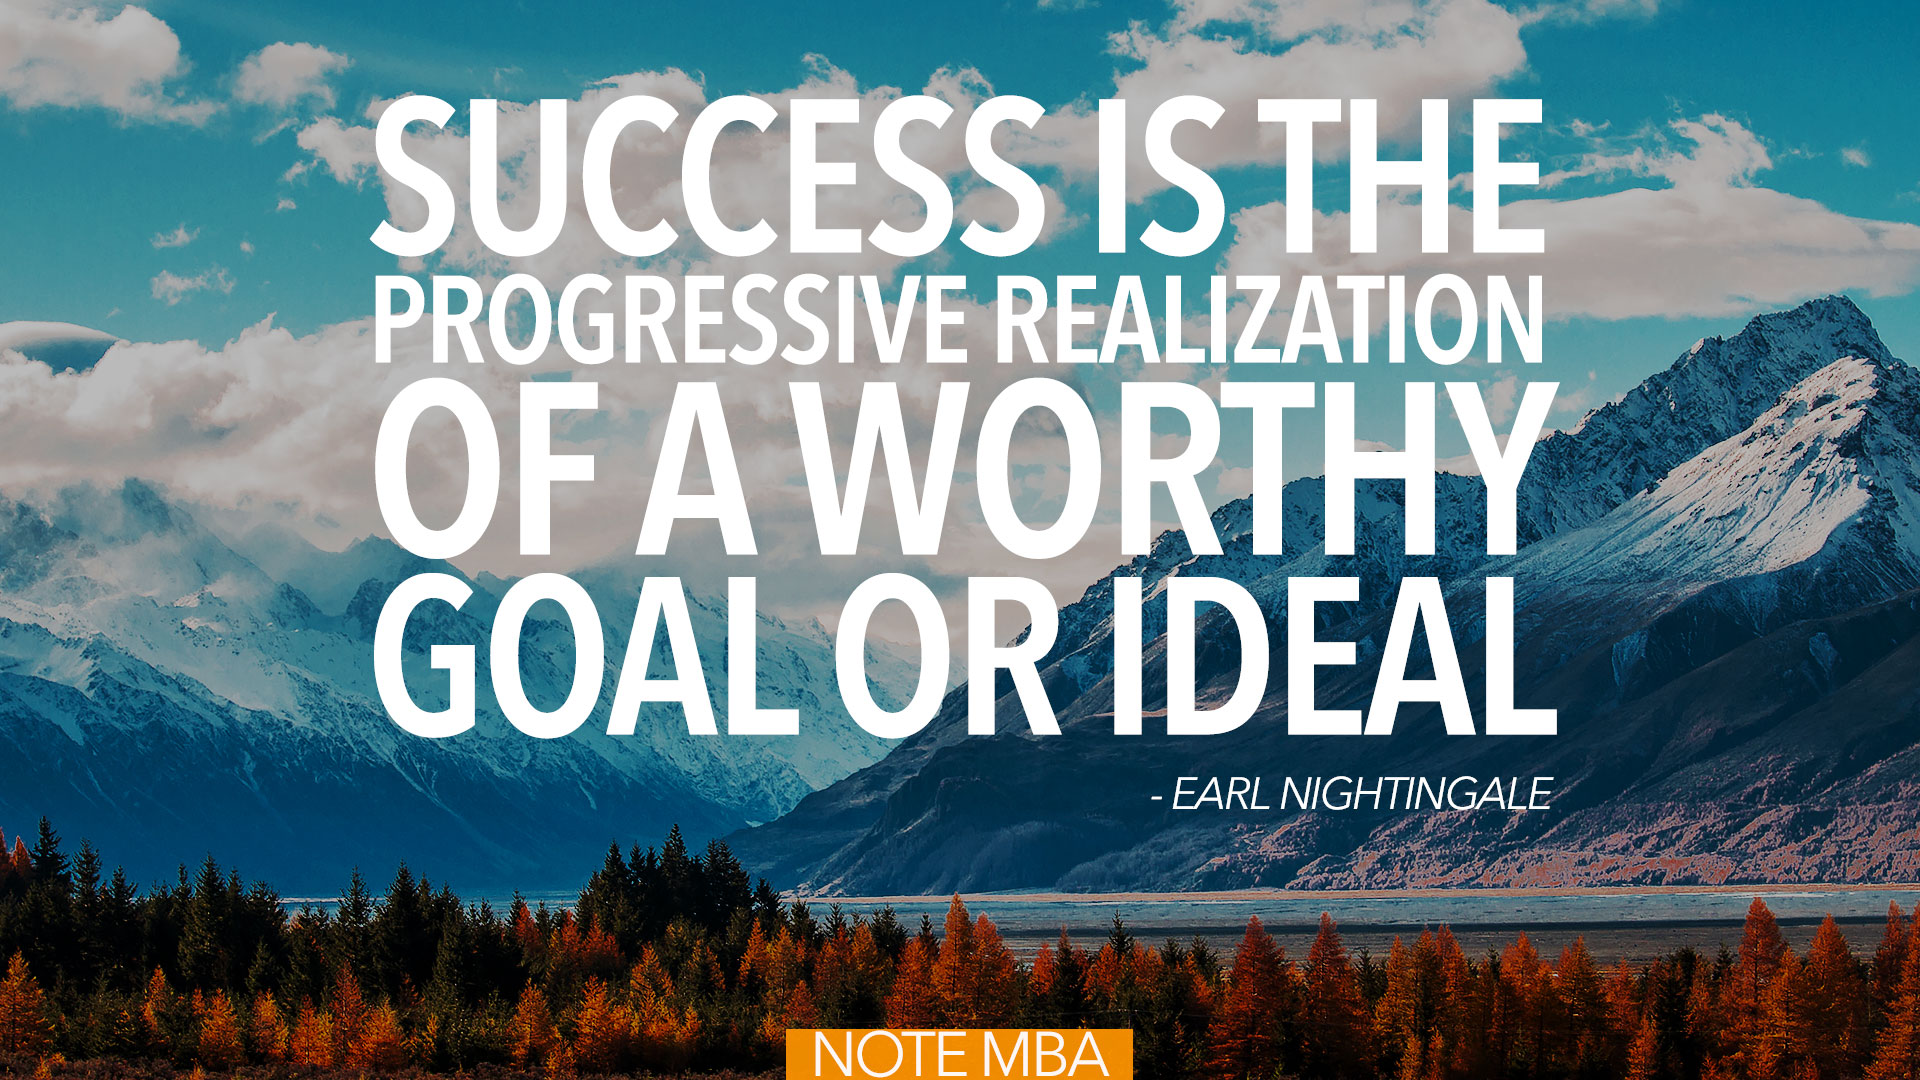 SUCCESS IS THE
PROGRESSIVE REALIZATION
OF A WORTHY
GOAL OR IDEAL
- EARL NIGHTINGALE
NOTE MBA